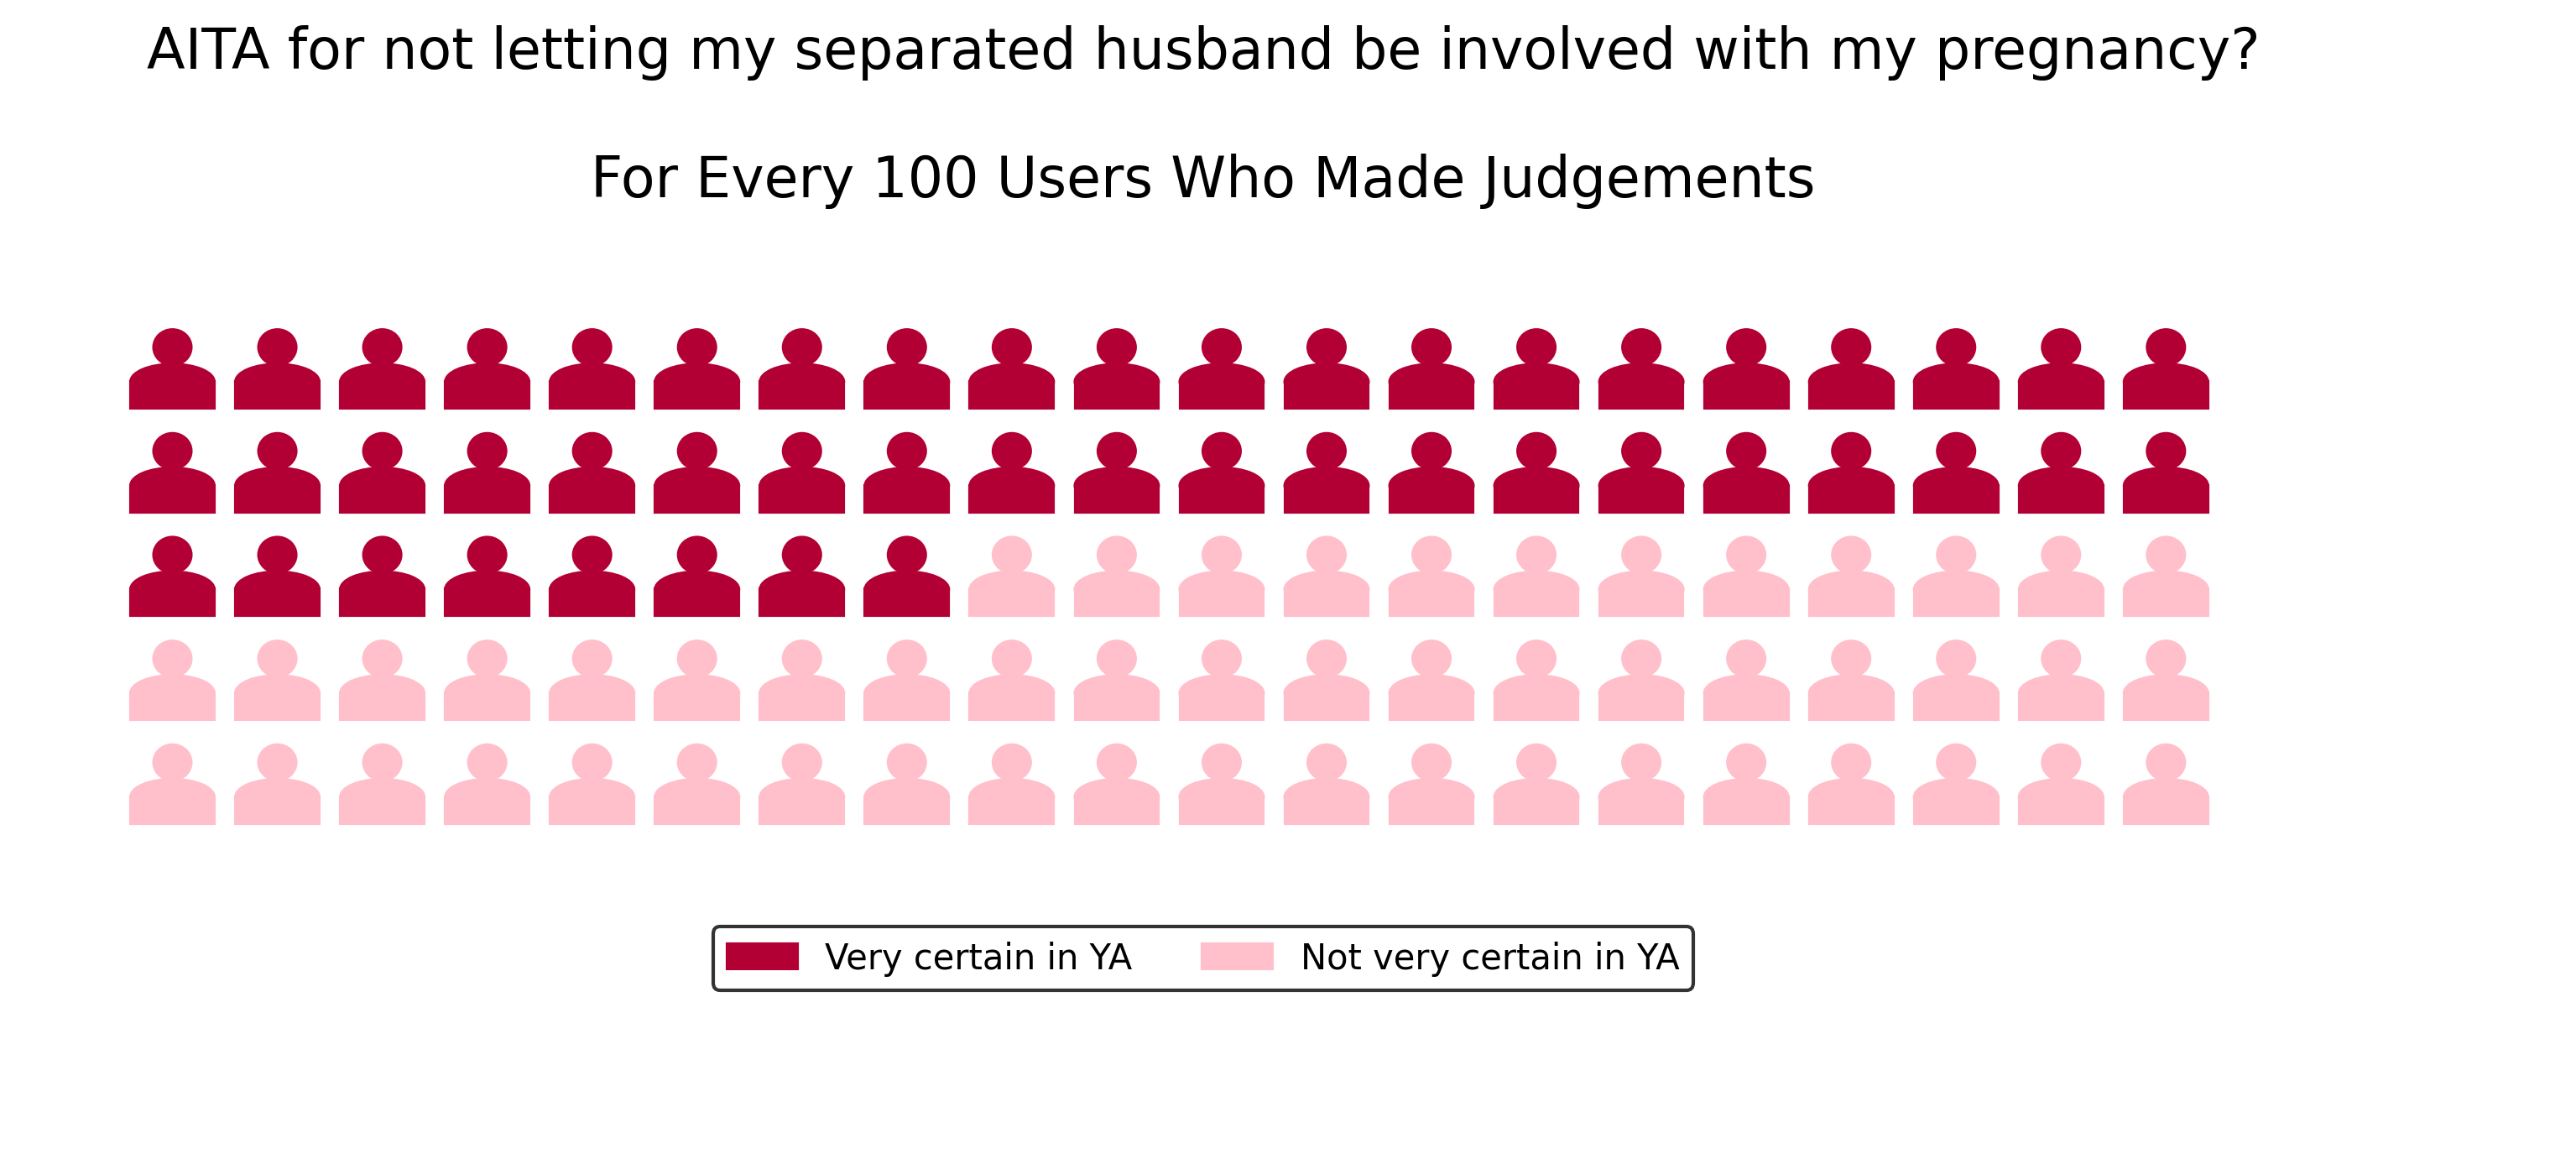 AITA for not letting my separated husband be involved with my pregnancy?
For Every 100 Users Who Made Judgements
Very certain in YA
Not very certain in YA